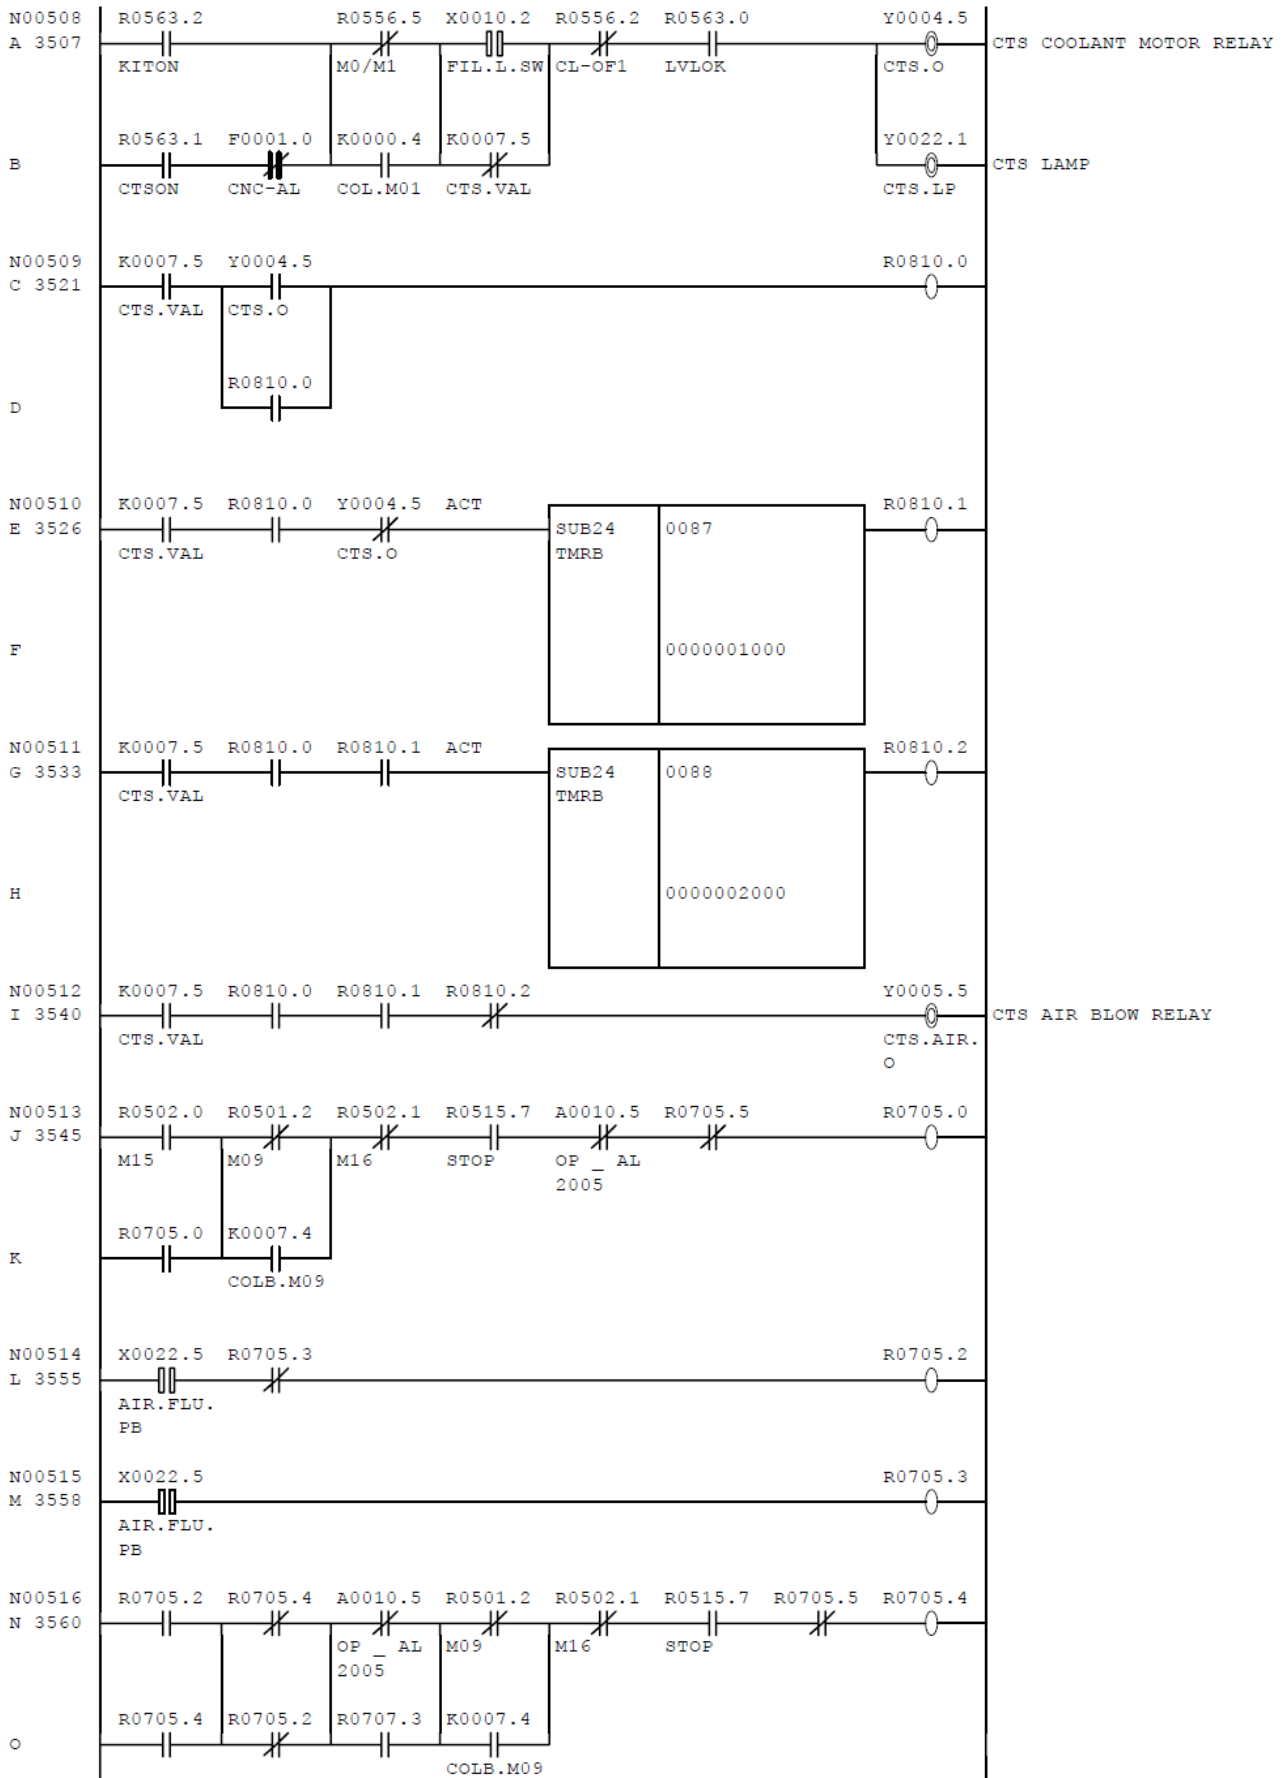 N00508 R0563.2 R0556.5 X0010.2 R0556.2 R0563.0 Y0004.5
A 3507 CTS COOLANT MOTOR RELAY
KITON M0/M1 FIL.L.SW CL-OF1 LVLOK CTS.O
R0563.1 F0001.0 K0000.4 K0007.5 Y0022.1
B CTS LAMP
CTSON CNC-AL COL.M01 CTS.VAL CTS.LP
N00509 K0007.5 Y0004.5 R0810.0
C 3521
CTS.VAL CTS.O
R0810.0
D
N00510 K0007.5 R0810.0 Y0004.5 ACT R0810.1
E 3526 SUB24 0087
CTS.VAL CTS.O TMRB
F 0000001000
N00511 K0007.5 R0810.0 R0810.1 ACT R0810.2
G 3533 SUB24 0088
CTS.VAL TMRB
H 0000002000
N00512 K0007.5 R0810.0 R0810.1 R0810.2 Y0005.5
I 3540 CTS AIR BLOW RELAY
CTS.VAL CTS.AIR.
O
N00513 R0502.0 R0501.2 R0502.1 R0515.7 A0010.5 R0705.5 R0705.0
J 3545
M15 M09 M16 STOP OP _ AL
2005
R0705.0 K0007.4
K
COLB.M09
N00514 X0022.5 R0705.3 R0705.2
L 3555
AIR.FLU.
PB
N00515 X0022.5 R0705.3
M 3558
AIR.FLU.
PB
N00516 R0705.2 R0705.4 A0010.5 R0501.2 R0502.1 R0515.7 R0705.5 R0705.4
N 3560
OP _ AL M09 M16 STOP
2005
R0705.4 R0705.2 R0707.3 K0007.4
O
COLB.M09